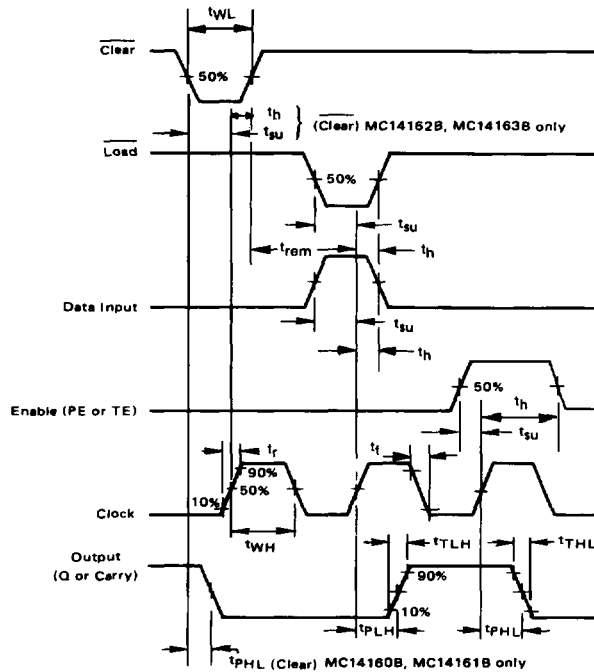 tWL
Clear
50%
th
tsu
} (Clear) MC14162B, MC14163B only
Load
50%
tsu
trem
th
Data Input
tsu
th
50%
th
Enable (PE or TE)
tsu
tr
tf
90%
50%
10%
Clock
tWH
Output
(Q or Carry)
tTLH
tTHL
90%
10%
tPLH
tPHL
tPHL (Clear) MC14160B, MC14161B only